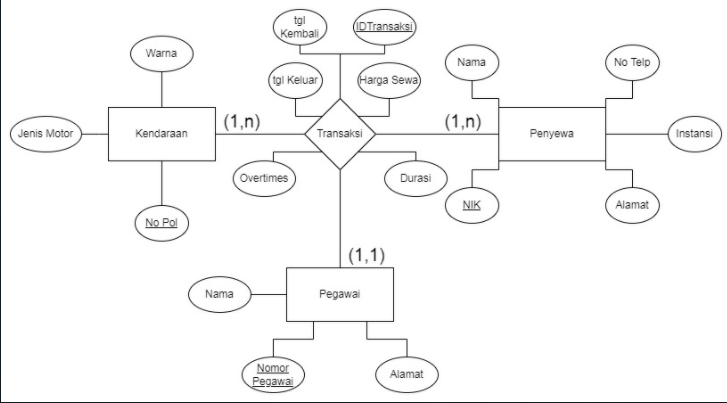 tgl
Kembali
IDTransaksi
Warna
Nama
No Telp
tgl Keluar
Harga Sewa
Jenis Motor
Kendaraan
(1,n)
Transaksi
(1,n)
Penyewa
Instansi
Overtimes
Durasi
No Pol
NIK
Alamat
(1,1)
Nama
Pegawai
Nomor
Pegawai
Alamat